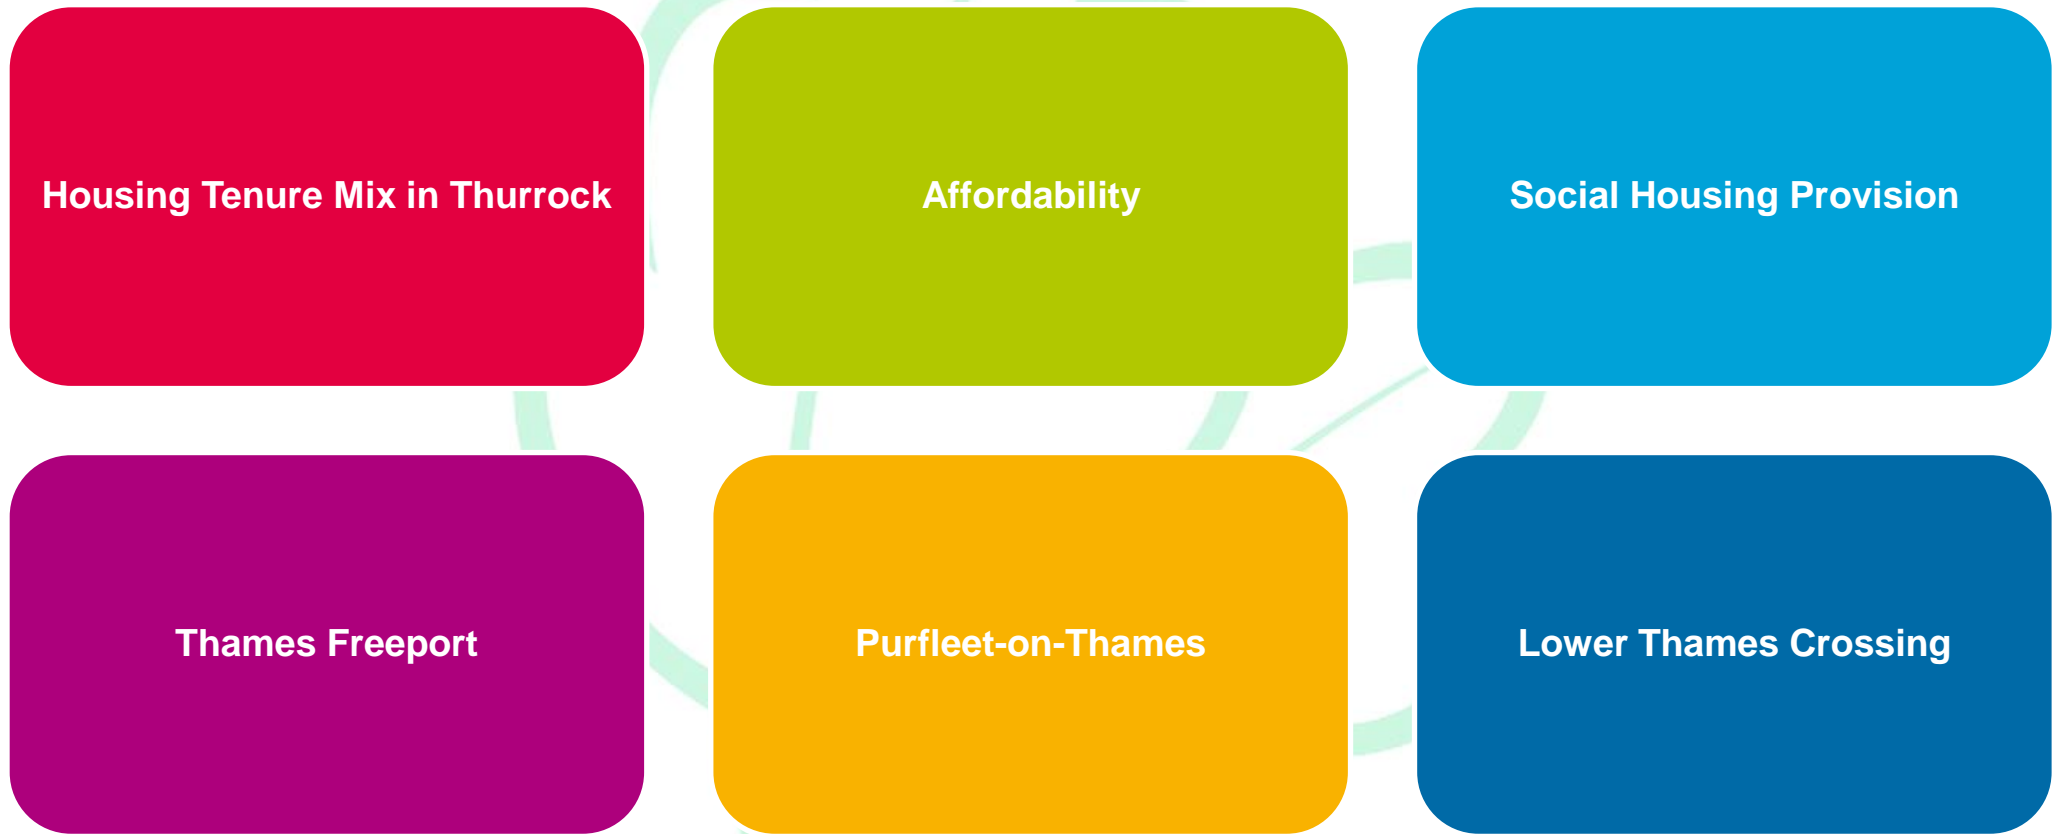 Housing Tenure Mix in Thurrock
Affordability
Social Housing Provision
Thames Freeport
Purfleet-on-Thames
Lower Thames Crossing